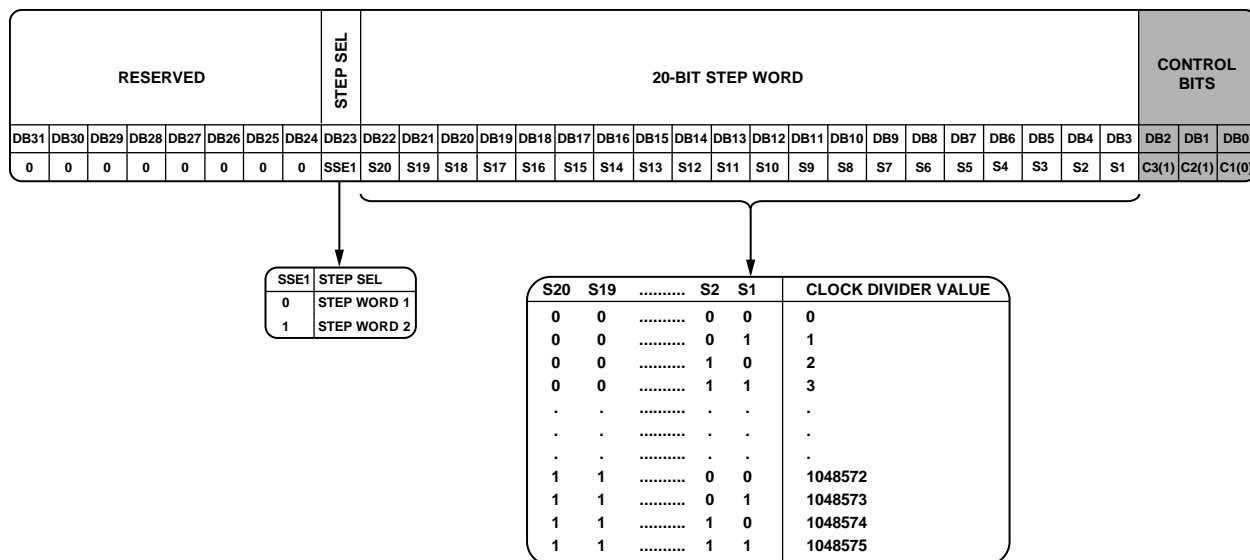 RESERVED STEP SEL 20-BIT STEP WORD CONTROL
BITS
DB31 DB30 DB29 DB28 DB27 DB26 DB25 DB24 DB23 DB22 DB21 DB20 DB19 DB18 DB17 DB16 DB15 DB14 DB13 DB12 DB11 DB10 DB9 DB8 DB7 DB6 DB5 DB4 DB3 DB2 DB1 DB0
0 0 0 0 0 0 0 0 SSE1 S20 S19 S18 S17 S16 S15 S14 S13 S12 S11 S10 S9 S8 S7 S6 S5 S4 S3 S2 S1 C3(1) C2(1) C1(0)
SSE1 STEP SEL
0 STEP WORD 1
1 STEP WORD 2
S20 S19 .......... S2 S1 CLOCK DIVIDER VALUE
0 0 .......... 0 0 0
0 0 .......... 0 1 1
0 0 .......... 1 0 2
0 0 .......... 1 1 3
. . .......... . . .
. . .......... . . .
. . .......... . . .
1 1 .......... 0 0 1048572
1 1 .......... 0 1 1048573
1 1 .......... 1 0 1048574
1 1 .......... 1 1 1048575